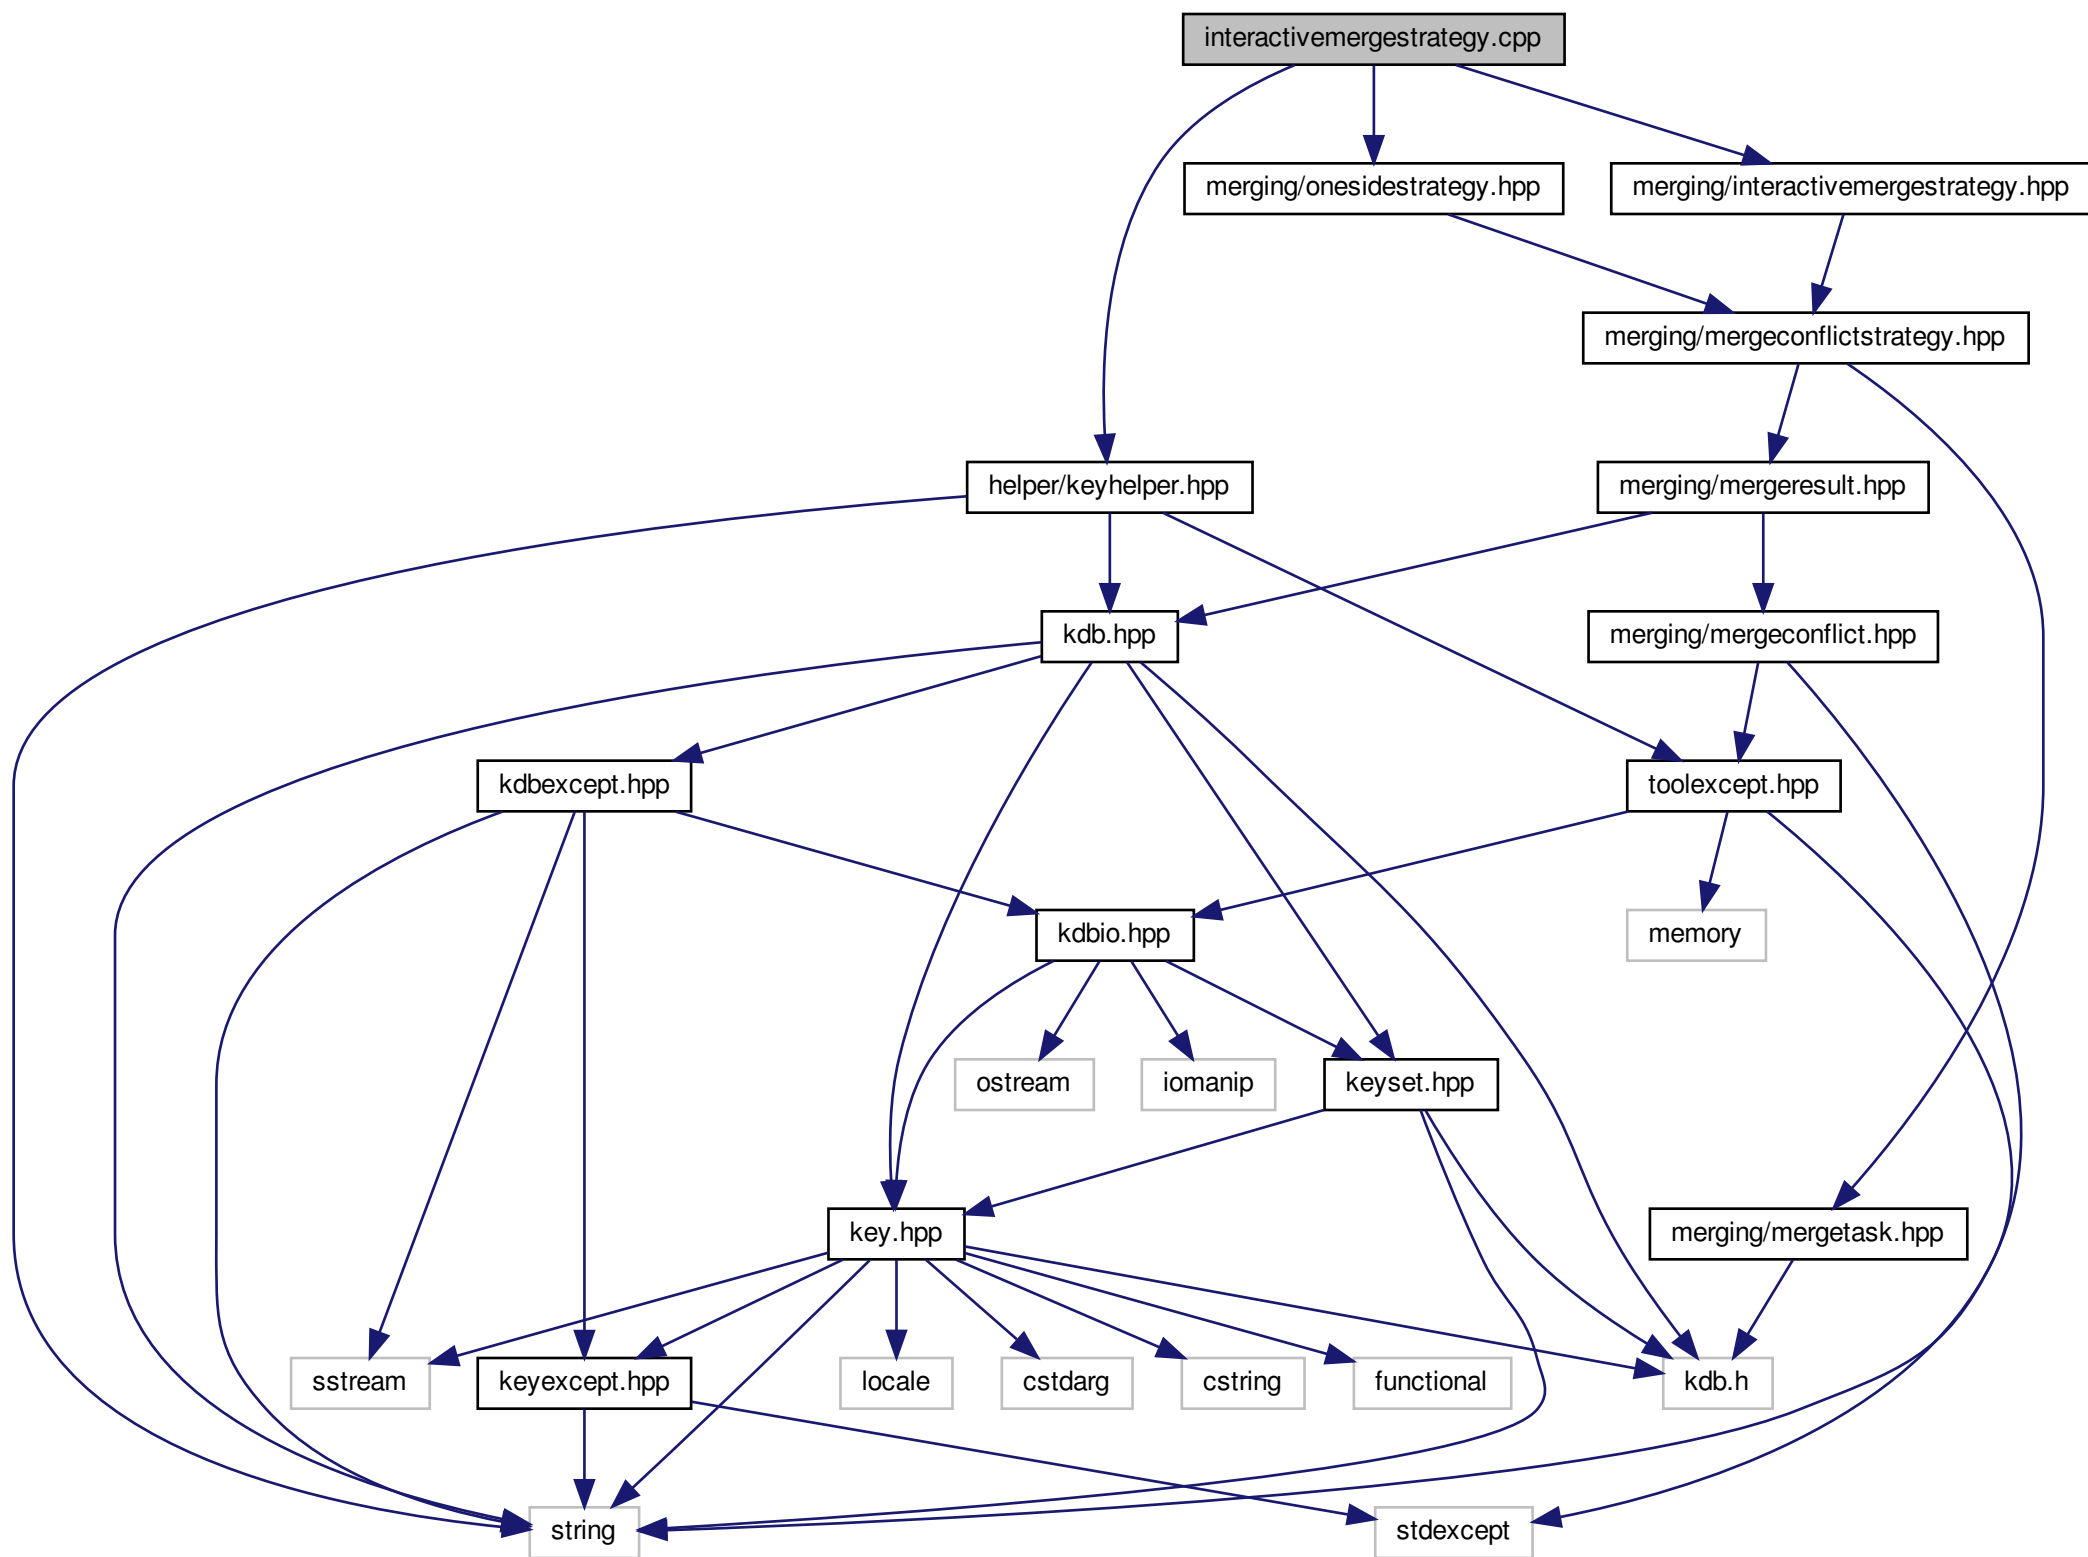 interactivemergestrategy.cpp
merging/onesidestrategy.hpp
merging/interactivemergestrategy.hpp
merging/mergeconflictstrategy.hpp
helper/keyhelper.hpp
merging/mergeresult.hpp
kdb.hpp
merging/mergeconflict.hpp
kdbexcept.hpp
toolexcept.hpp
kdbio.hpp
memory
ostream
iomanip
keyset.hpp
key.hpp
merging/mergetask.hpp
sstream
keyexcept.hpp
locale
cstdarg
cstring
functional
kdb.h
string
stdexcept